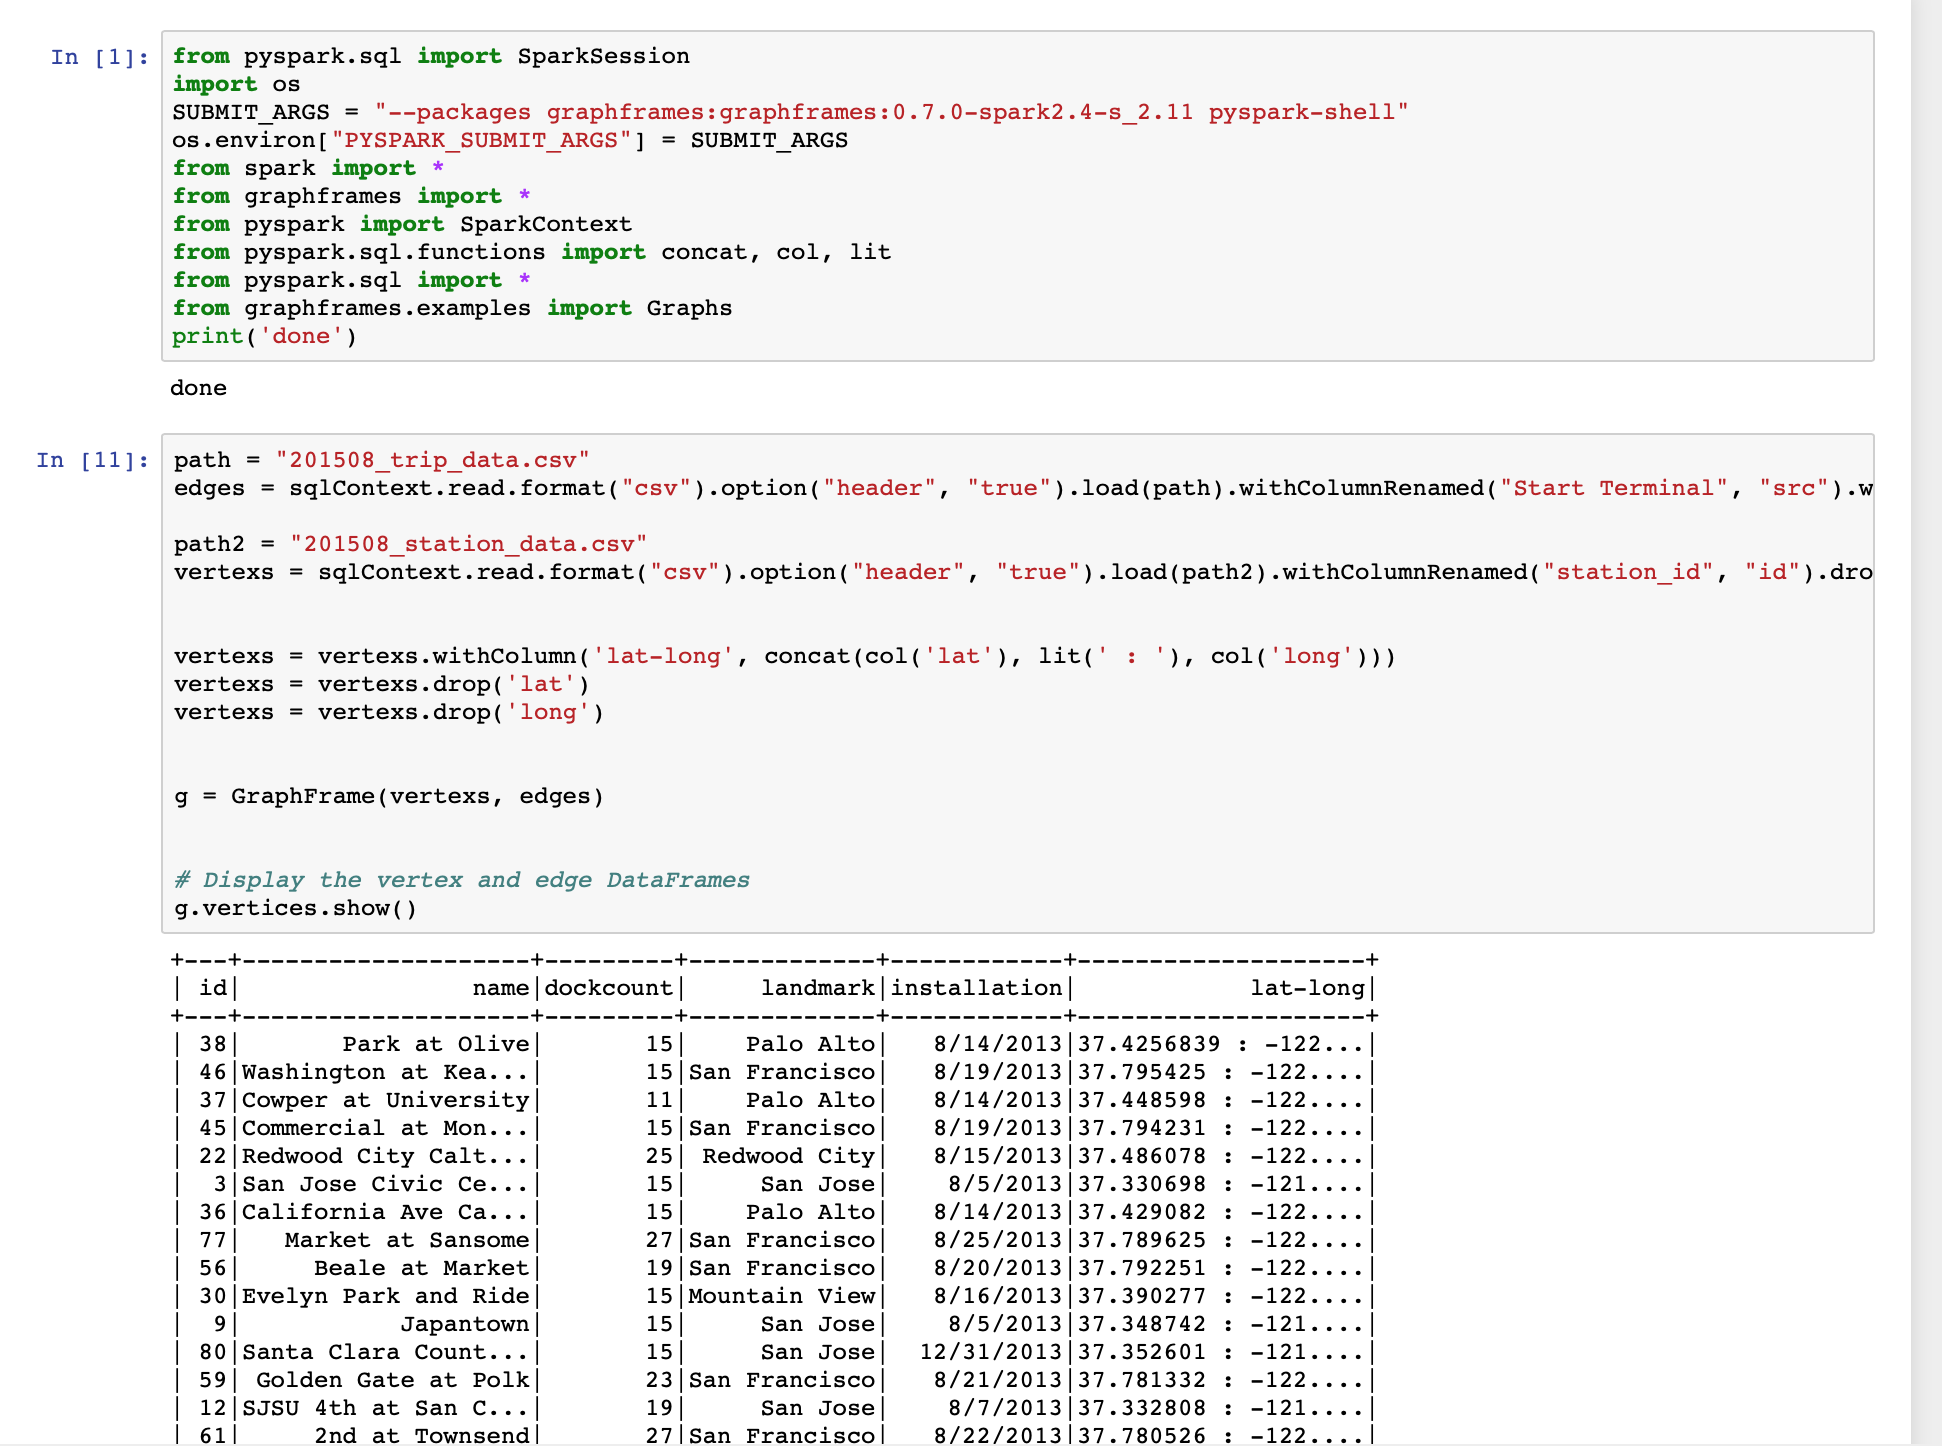 In [1]: from pyspark.sql import SparkSession
import os
SUBMIT_ARGS = "--packages graphframes:graphframes:0.7.0-spark2.4-s_2.11 pyspark-shell"
os.environ["PYSPARK_SUBMIT_ARGS"] = SUBMIT_ARGS
from spark import *
from graphframes import *
from pyspark import SparkContext
from pyspark.sql.functions import concat, col, lit
from pyspark.sql import *
from graphframes.examples import Graphs
print('done')
done
In [11]: path = "201508_trip_data.csv"
edges = sqlContext.read.format("csv").option("header", "true").load(path).withColumnRenamed("Start Terminal", "src").w
path2 = "201508_station_data.csv"
vertexs = sqlContext.read.format("csv").option("header", "true").load(path2).withColumnRenamed("station_id", "id").dro
vertexs = vertexs.withColumn('lat-long', concat(col('lat'), lit(' : '), col('long')))
vertexs = vertexs.drop('lat')
vertexs = vertexs.drop('long')
g = GraphFrame(vertexs, edges)
# Display the vertex and edge DataFrames
g.vertices.show()
+---+--------------------+---------+-------------+------------+--------------------+
| id|                name|dockcount|     landmark|installation|            lat-long|
+---+--------------------+---------+-------------+------------+--------------------+
| 38|       Park at Olive|       15|    Palo Alto|   8/14/2013|37.4256839 : -122...|
| 46|Washington at Kea...|       15|San Francisco|   8/19/2013|37.795425 : -122....|
| 37|Cowper at University|       11|    Palo Alto|   8/14/2013|37.448598 : -122....|
| 45|Commercial at Mon...|       15|San Francisco|   8/19/2013|37.794231 : -122....|
| 22|Redwood City Calt...|       25| Redwood City|   8/15/2013|37.486078 : -122....|
|  3|San Jose Civic Ce...|       15|     San Jose|    8/5/2013|37.330698 : -121....|
| 36|California Ave Ca...|       15|    Palo Alto|   8/14/2013|37.429082 : -122....|
| 77|   Market at Sansome|       27|San Francisco|   8/25/2013|37.789625 : -122....|
| 56|     Beale at Market|       19|San Francisco|   8/20/2013|37.792251 : -122....|
| 30|Evelyn Park and Ride|       15|Mountain View|   8/16/2013|37.390277 : -122....|
|  9|           Japantown|       15|     San Jose|    8/5/2013|37.348742 : -121....|
| 80|Santa Clara Count...|       15|     San Jose|  12/31/2013|37.352601 : -121....|
| 59| Golden Gate at Polk|       23|San Francisco|   8/21/2013|37.781332 : -122....|
| 12|SJSU 4th at San C...|       19|     San Jose|    8/7/2013|37.332808 : -121....|
| 61|     2nd at Townsend|       27|San Francisco|   8/22/2013|37.780526 : -122....|